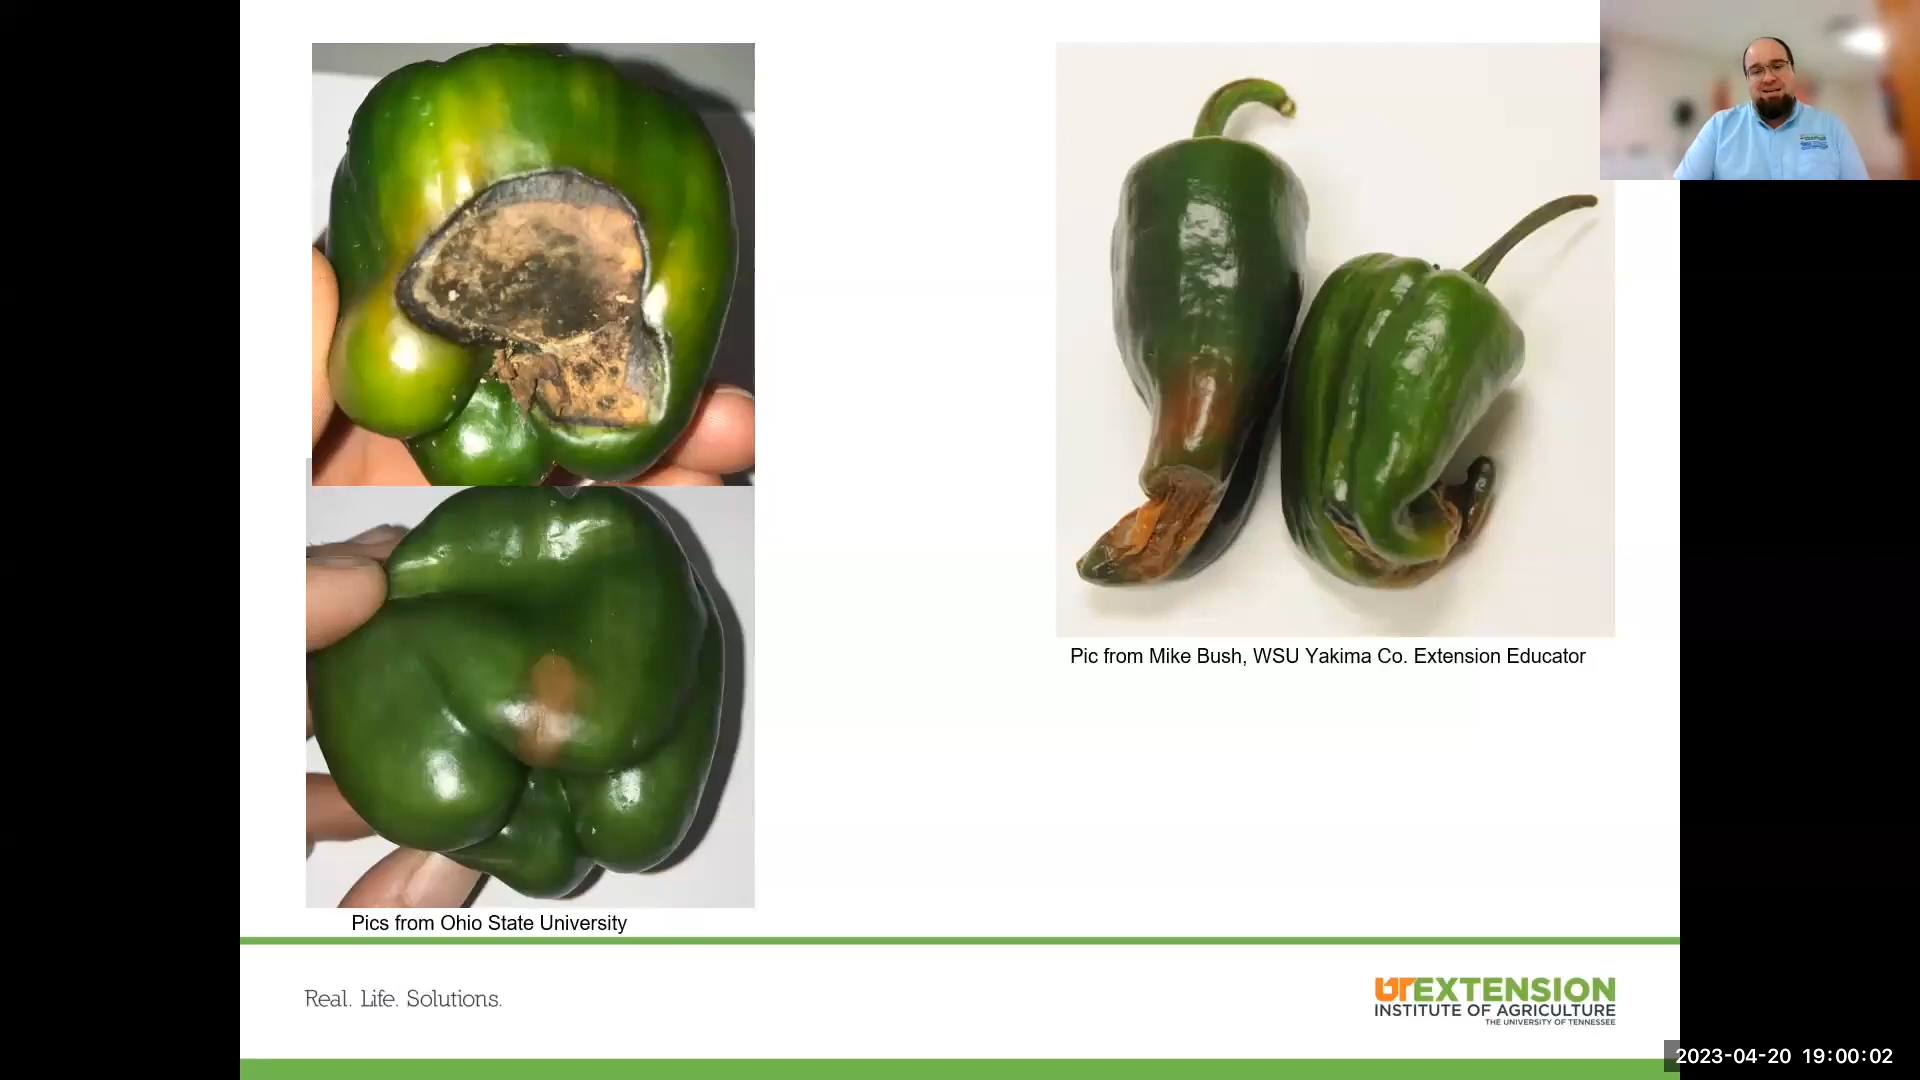 Pic from Mike Bush, WSU Yakima Co. Extension Educator
Pics from Ohio State University
Real. Life. Solutions.
UTEXTENSION
INSTITUTE OF AGRICULTURE
THE UNIVERSITY OF TENNESSEE
2023-04-20 19:00:02